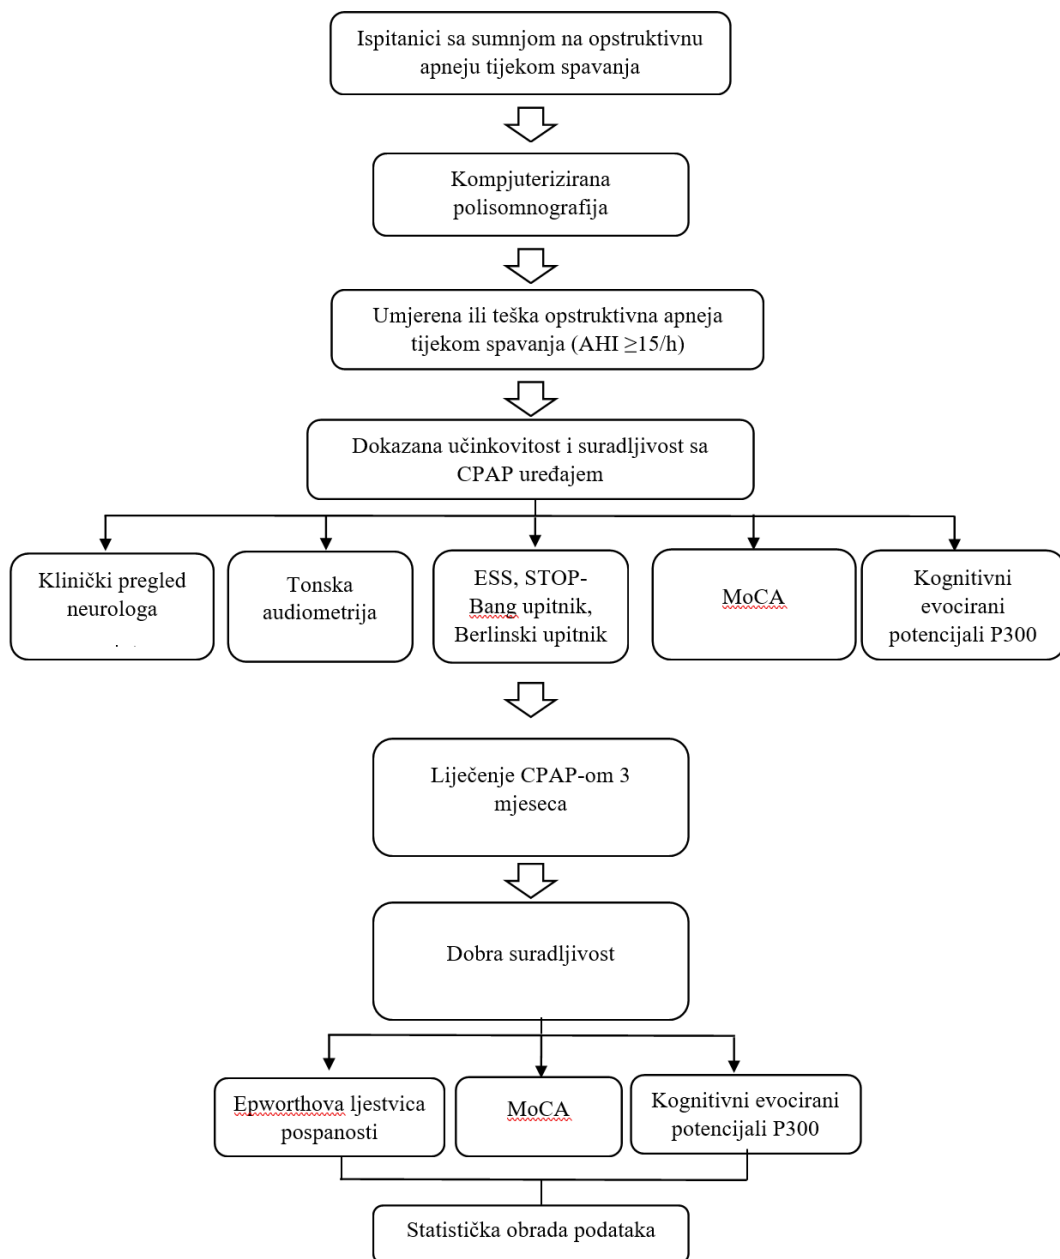 Ispitanici sa sumnjom na opstruktivnu
apneju tijekom spavanja
Kompjuterizirana
polisomnografija
Umjerena ili teška opstruktivna apneja
tijekom spavanja (AHI ≥15/h)
Dokazana učinkovitost i suradljivost sa
CPAP uređajem
Klinički pregled
neurologa
Tonska
audiometrija
ESS, STOP-
Bang upitnik,
Berlinski upitnik
MoCA
Kognitivni
evocirani
potencijali P300
Liječenje CPAP-om 3
mjeseca
Dobra suradljivost
Epworthova ljestvica
pospanosti
MoCA
Kognitivni evocirani
potencijali P300
Statistička obrada podataka